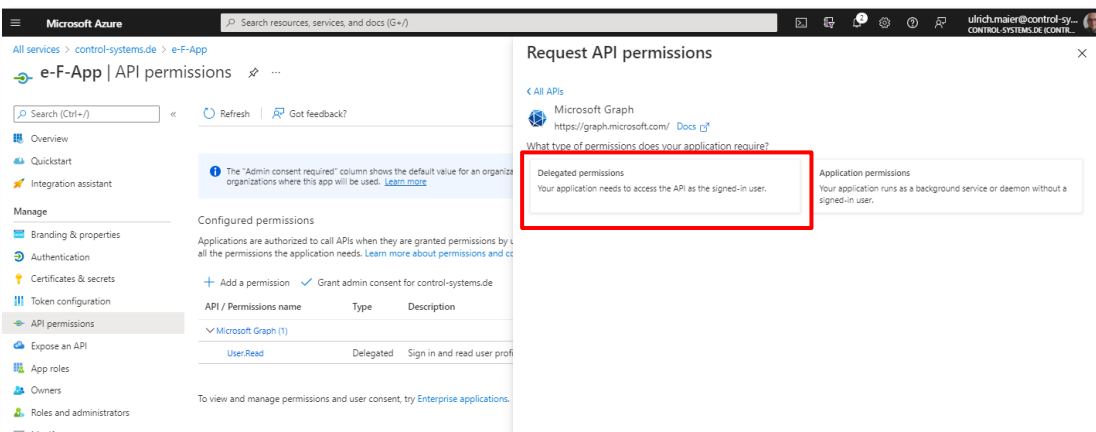 Microsoft Azure
Search resources, services, and docs (G+/)
2
ulrich.maier@control-sy...
CONTROL-SYSTEMS.DE (CONTR...
All services > control-systems.de > e-F-App
e-F-App | API permissions
Search (Ctrl+/)
«
Overview
Quickstart
Integration assistant
Manage
Branding & properties
Authentication
Certificates & secrets
Token configuration
API permissions
Expose an API
App roles
Owners
Roles and administrators
Refresh
Got feedback?
The "Admin consent required" column shows the default value for an organiza
organizations where this app will be used. Learn more
Configured permissions
Applications are authorized to call APIs when they are granted permissions by u
all the permissions the application needs. Learn more about permissions and co
Add a permission
Grant admin consent for control-systems.de
API / Permissions name Type Description
Microsoft Graph (1)
User.Read Delegated Sign in and read user profi
To view and manage permissions and user consent, try Enterprise applications.
Request API permissions
All APIs
Microsoft Graph
https://graph.microsoft.com/ Docs
What type of permissions does your application require?
Delegated permissions
Your application needs to access the API as the signed-in user.
Application permissions
Your application runs as a background service or daemon without a
signed-in user.